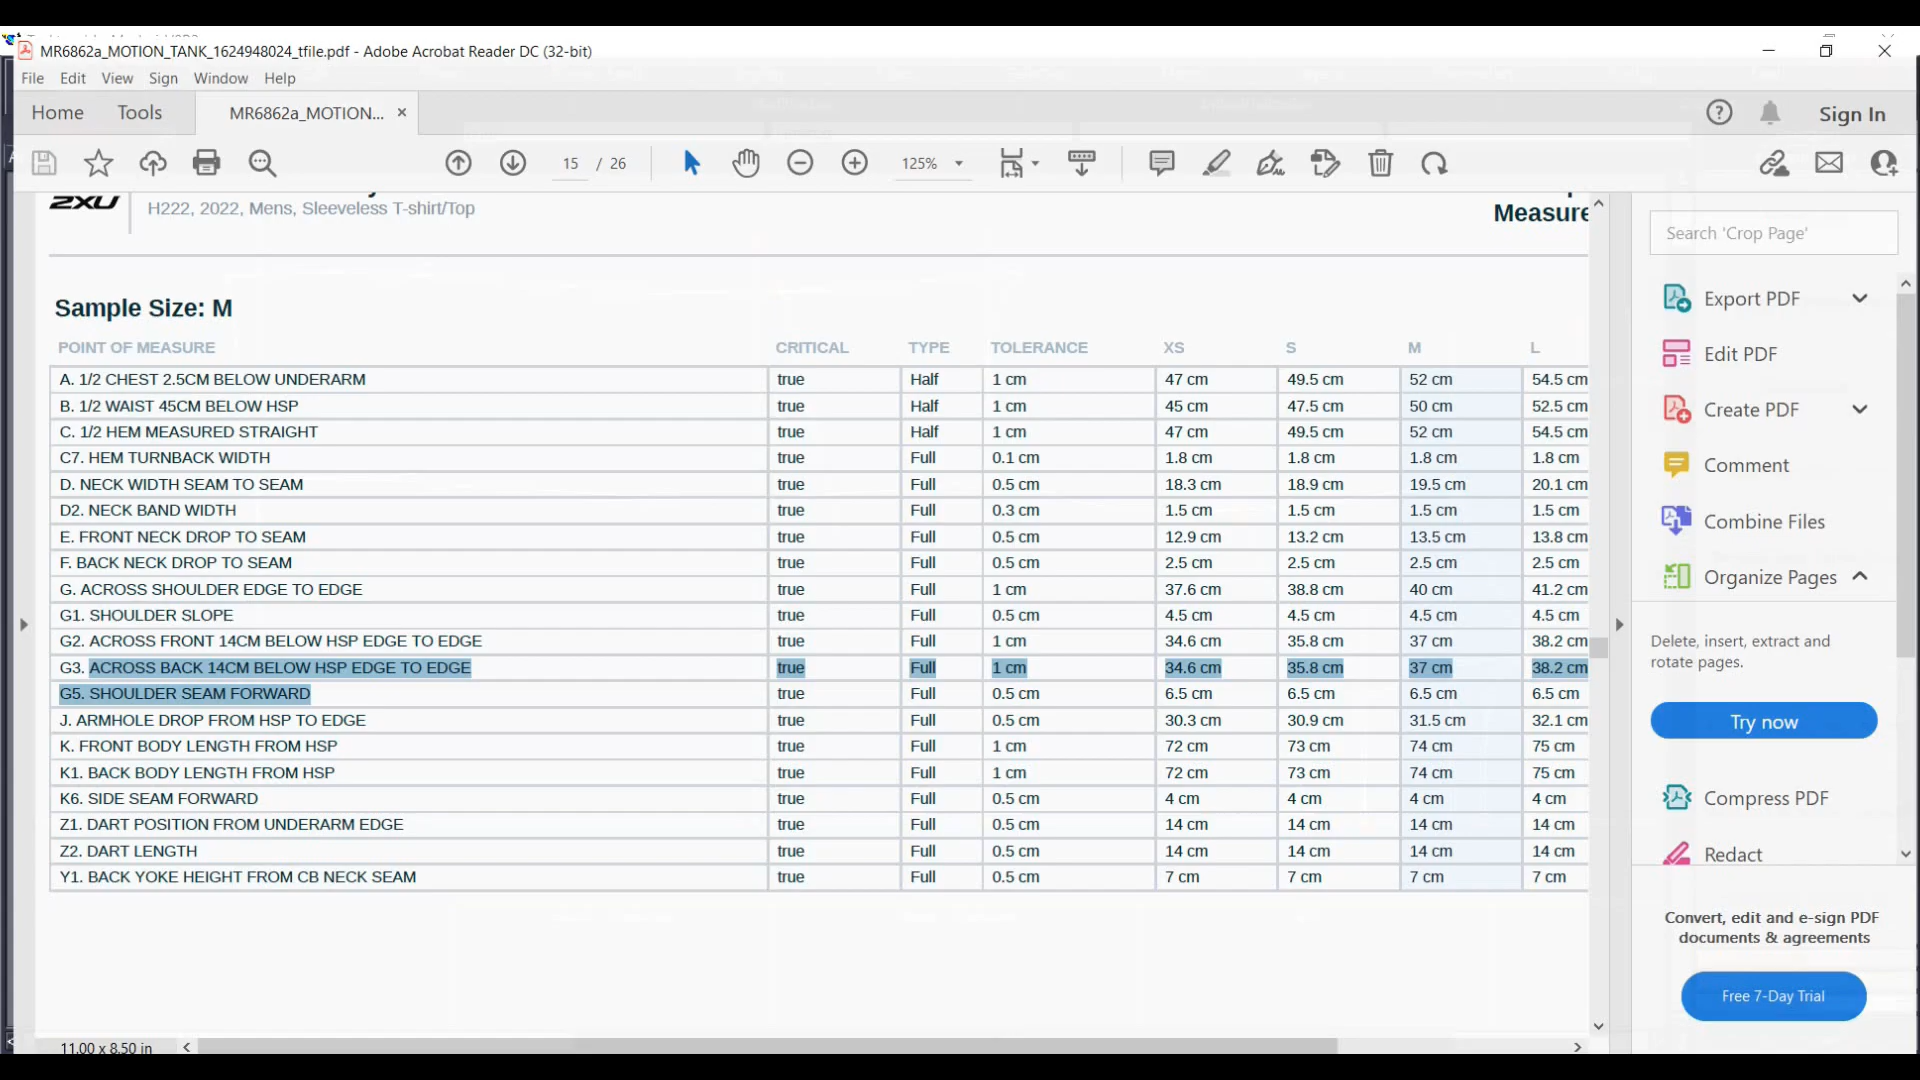 MR6862a_MOTION_TANK_1624948024_tfile.pdf - Adobe Acrobat Reader DC (32-bit)
File Edit View Sign Window Help
Home Tools MR6862a_MOTION... × Sign In
15 / 26 125%
2XU H222, 2022, Mens, Sleeveless T-shirt/Top
Measure
Search 'Crop Page'
Sample Size: M
POINT OF MEASURE CRITICAL TYPE TOLERANCE XS S M L
A. 1/2 CHEST 2.5CM BELOW UNDERARM true Half 1 cm 47 cm 49.5 cm 52 cm 54.5 cm
B. 1/2 WAIST 45CM BELOW HSP true Half 1 cm 45 cm 47.5 cm 50 cm 52.5 cm
C. 1/2 HEM MEASURED STRAIGHT true Half 1 cm 47 cm 49.5 cm 52 cm 54.5 cm
C7. HEM TURNBACK WIDTH true Full 0.1 cm 1.8 cm 1.8 cm 1.8 cm 1.8 cm
D. NECK WIDTH SEAM TO SEAM true Full 0.5 cm 18.3 cm 18.9 cm 19.5 cm 20.1 cm
D2. NECK BAND WIDTH true Full 0.3 cm 1.5 cm 1.5 cm 1.5 cm 1.5 cm
E. FRONT NECK DROP TO SEAM true Full 0.5 cm 12.9 cm 13.2 cm 13.5 cm 13.8 cm
F. BACK NECK DROP TO SEAM true Full 0.5 cm 2.5 cm 2.5 cm 2.5 cm 2.5 cm
G. ACROSS SHOULDER EDGE TO EDGE true Full 1 cm 37.6 cm 38.8 cm 40 cm 41.2 cm
G1. SHOULDER SLOPE true Full 0.5 cm 4.5 cm 4.5 cm 4.5 cm 4.5 cm
G2. ACROSS FRONT 14CM BELOW HSP EDGE TO EDGE true Full 1 cm 34.6 cm 35.8 cm 37 cm 38.2 cm
G3. ACROSS BACK 14CM BELOW HSP EDGE TO EDGE true Full 1 cm 34.6 cm 35.8 cm 37 cm 38.2 cm
G5. SHOULDER SEAM FORWARD true Full 0.5 cm 6.5 cm 6.5 cm 6.5 cm 6.5 cm
J. ARMHOLE DROP FROM HSP TO EDGE true Full 0.5 cm 30.3 cm 30.9 cm 31.5 cm 32.1 cm
K. FRONT BODY LENGTH FROM HSP true Full 1 cm 72 cm 73 cm 74 cm 75 cm
K1. BACK BODY LENGTH FROM HSP true Full 1 cm 72 cm 73 cm 74 cm 75 cm
K6. SIDE SEAM FORWARD true Full 0.5 cm 4 cm 4 cm 4 cm 4 cm
Z1. DART POSITION FROM UNDERARM EDGE true Full 0.5 cm 14 cm 14 cm 14 cm 14 cm
Z2. DART LENGTH true Full 0.5 cm 14 cm 14 cm 14 cm 14 cm
Y1. BACK YOKE HEIGHT FROM CB NECK SEAM true Full 0.5 cm 7 cm 7 cm 7 cm 7 cm
11.00 x 8.50 in
Export PDF
Edit PDF
Create PDF
Comment
Combine Files
Organize Pages
Delete, insert, extract and
rotate pages.
Try now
Compress PDF
Redact
Convert, edit and e-sign PDF
documents & agreements
Free 7-Day Trial